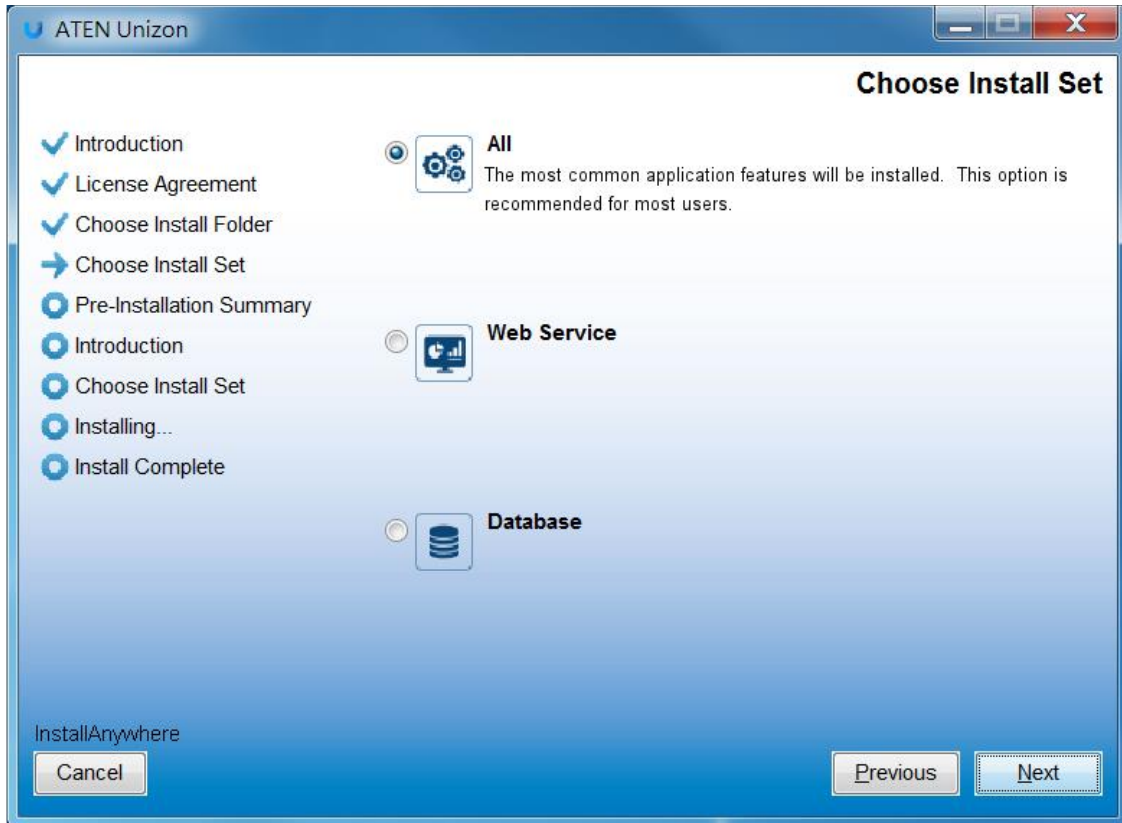 ATEN Unizon
Choose Install Set
Introduction
License Agreement
Choose Install Folder
Choose Install Set
Pre-Installation Summary
Introduction
Choose Install Set
Installing...
Install Complete
All
The most common application features will be installed. This option is
recommended for most users.
Web Service
Database
InstallAnywhere
Cancel
Previous
Next